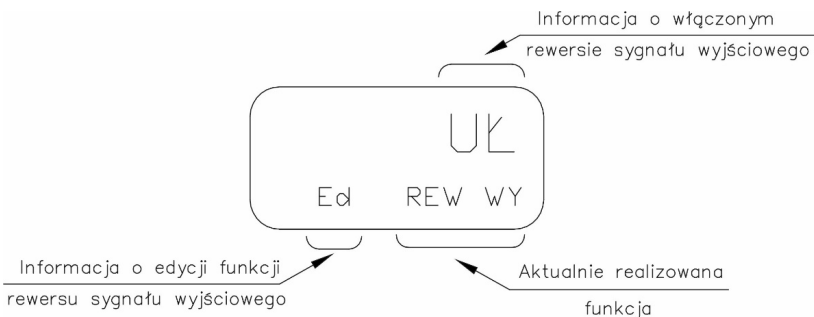 Informacja o włączonym
rewersie sygnału wyjściowego
UŁ
Ed REW WY
Informacja o edycji funkcji
rewersu sygnału wyjściowego
Aktualnie realizowana
funkcja